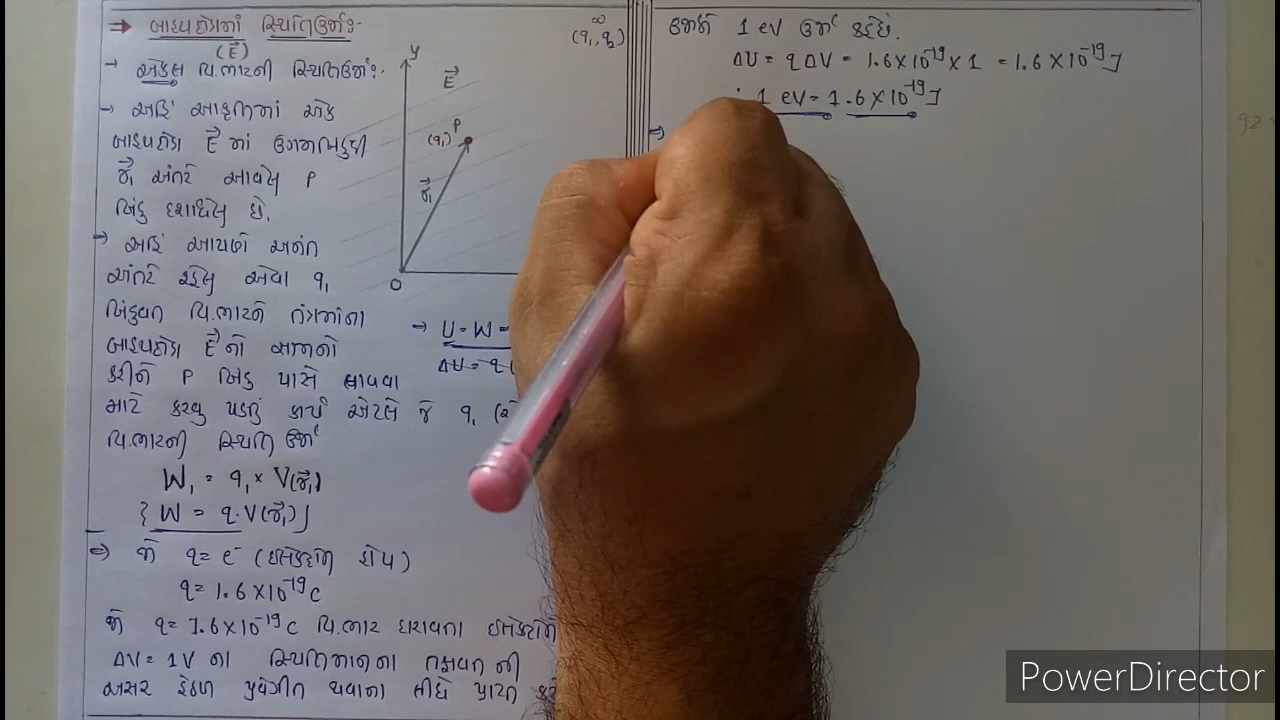 ⇒ બાહ્યક્ષેત્રમાં સ્થિતિઊર્જા:-
(E⃗)
→ એકલ વિ.ભારની સ્થિતિઊર્જા:-
→ અહિં આકૃતિમાં એક
બાહ્યક્ષેત્ર E⃗ માં ઉગમબિંદુથી
r⃗₁ અંતરે આવેલ P
બિંદુ દર્શાવેલ છે.
→ અહિં આપણે અનંત
અંતરે રહેલ એવા q₁
બિંદુવત વિ.ભારને તંત્રમાંના
બાહ્યક્ષેત્ર E⃗ નો સામનો
કરીને P બિંદુ પાસે લાવવા
માટે કરવુ પડતું કાર્ય એટલે જ q₁
વિ.ભારની સ્થિતિ ઊર્જા
W₁ = q₁ × V(r⃗₁)
{ W = q.V(r⃗₁) }
⇒ જો q = e⁻ (ઇલેક્ટ્રોન હોય)
q = 1.6×10⁻¹⁹ C
જો q = 1.6×10⁻¹⁹ C વિ.ભાર ધરાવતા
ΔV = 1V ના સ્થિતિમાનના તફાવત ની
અસર હેઠળ પ્રવેગીત થવાના લીધે પ્રાપ્ત
∞
(q₁, q₂)
y
E⃗
(q₁) P
r⃗₁
O
→ U = W =
ΔU = q (
ઊર્જાને 1 eV ઊર્જા કહેછે.
ΔU = qΔV = 1.6×10⁻¹⁹×1 = 1.6×10⁻¹⁹ J
1 eV = 1.6×10⁻¹⁹ J
⇒
92
PowerDirector